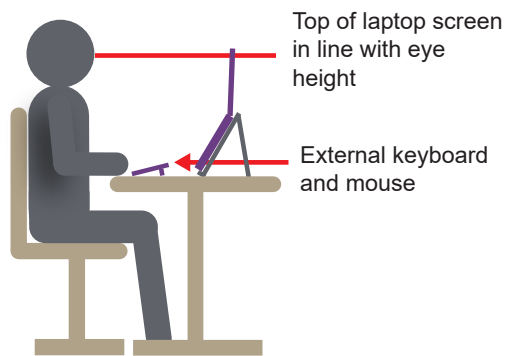 Top of laptop screen
in line with eye
height
External keyboard
and mouse